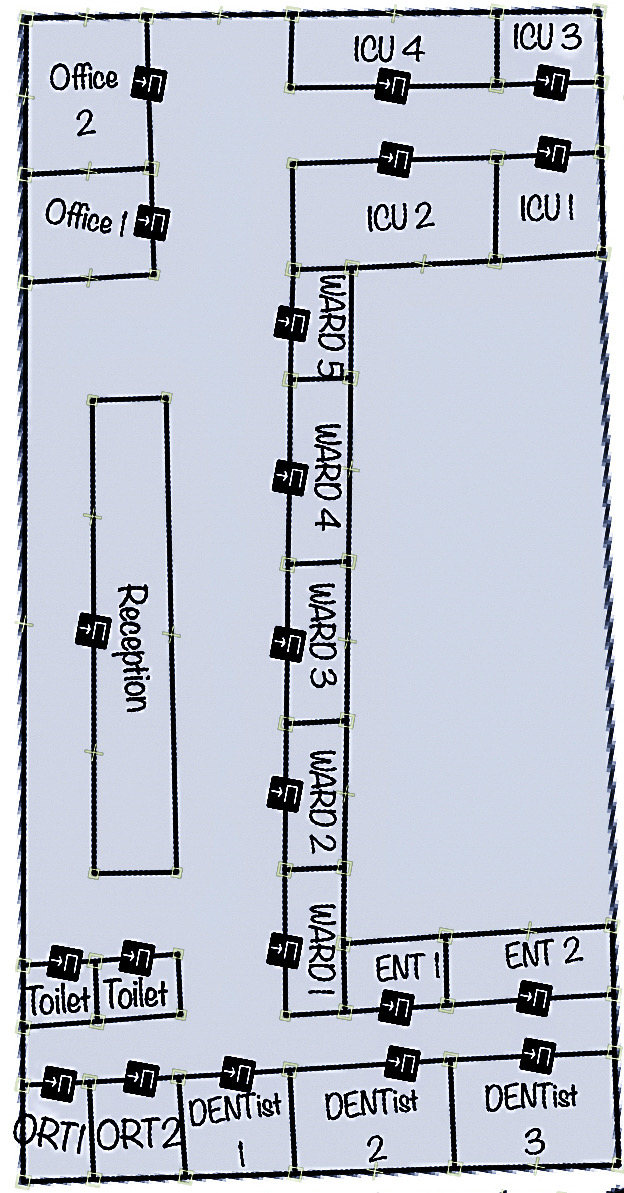 ICU 4
ICU 3
Office
2
Office 1
ICU 2
ICU 1
WARD 5
WARD 4
Reception
WARD 3
WARD 2
WARD 1
ENT 1
ENT 2
Toilet
Toilet
ORT1
ORT2
DENTist
1
DENTist
2
DENTist
3